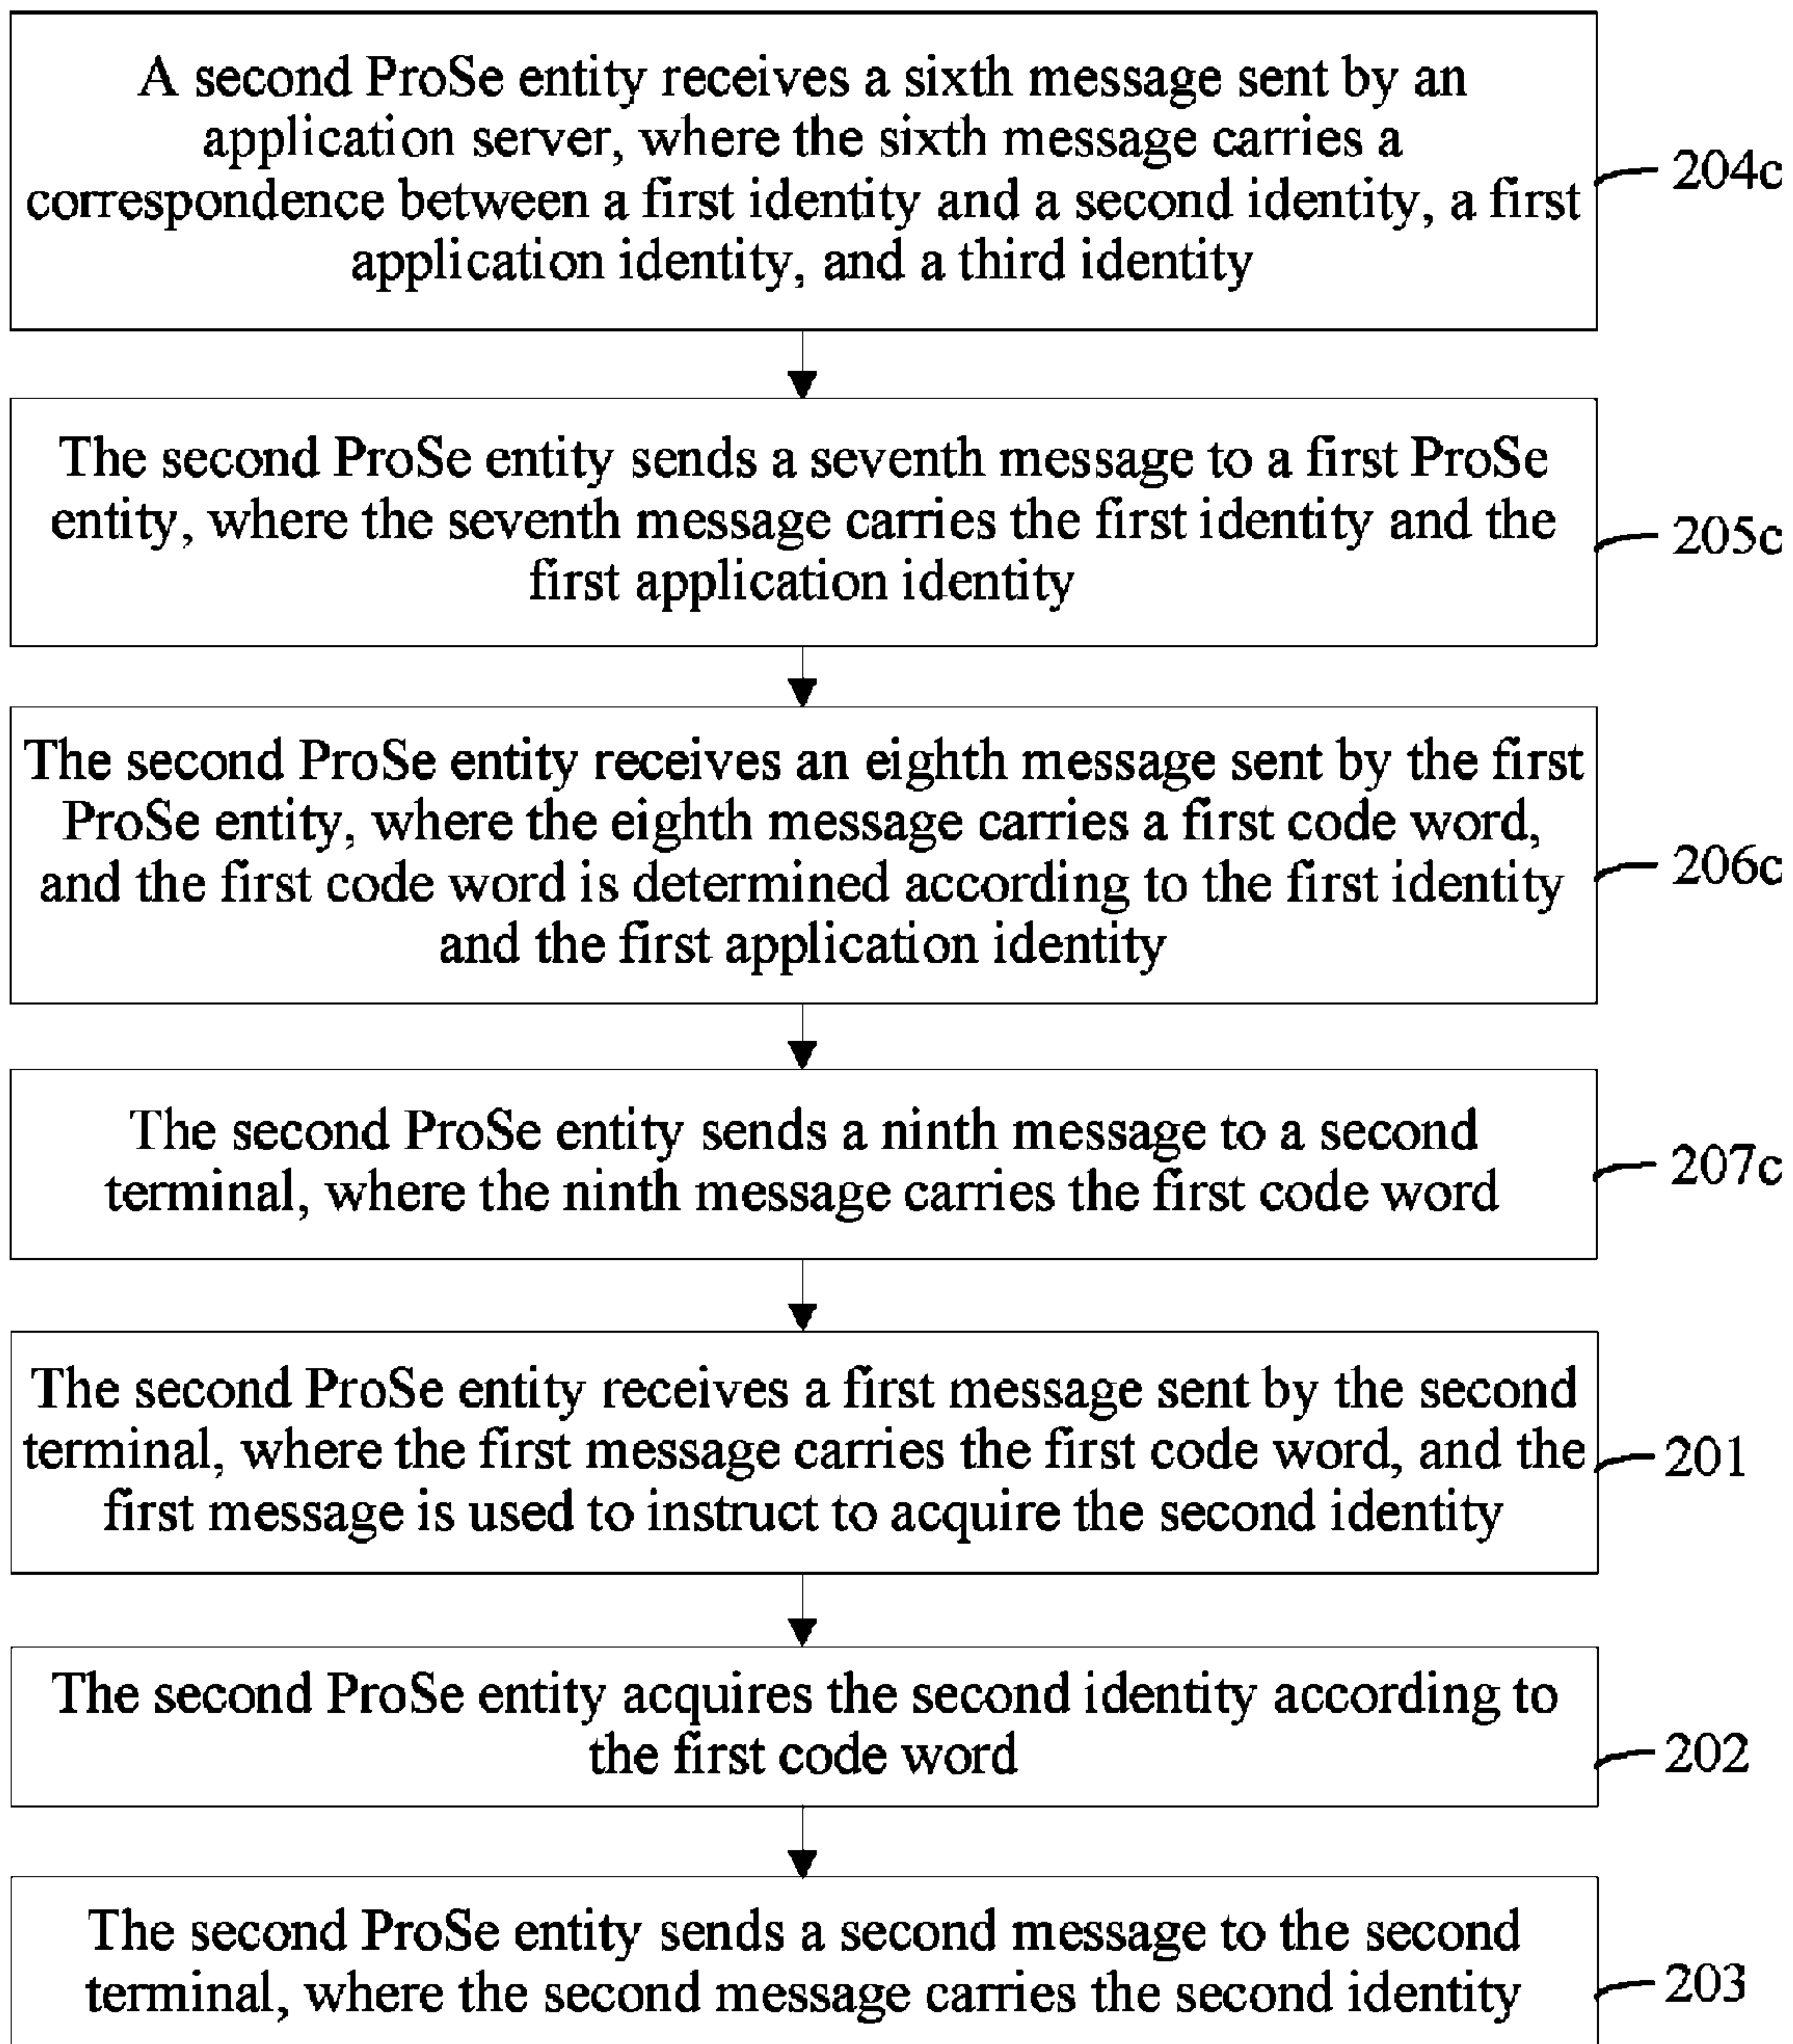 A second ProSe entity receives a sixth message sent by an
application server, where the sixth message carries a
correspondence between a first identity and a second identity, a first
application identity, and a third identity
204c
The second ProSe entity sends a seventh message to a first ProSe
entity, where the seventh message carries the first identity and the
first application identity
205c
The second ProSe entity receives an eighth message sent by the first
ProSe entity, where the eighth message carries a first code word,
and the first code word is determined according to the first identity
and the first application identity
206c
The second ProSe entity sends a ninth message to a second
terminal, where the ninth message carries the first code word
207c
The second ProSe entity receives a first message sent by the second
terminal, where the first message carries the first code word, and the
first message is used to instruct to acquire the second identity
201
The second ProSe entity acquires the second identity according to
the first code word
202
The second ProSe entity sends a second message to the second
terminal, where the second message carries the second identity
203